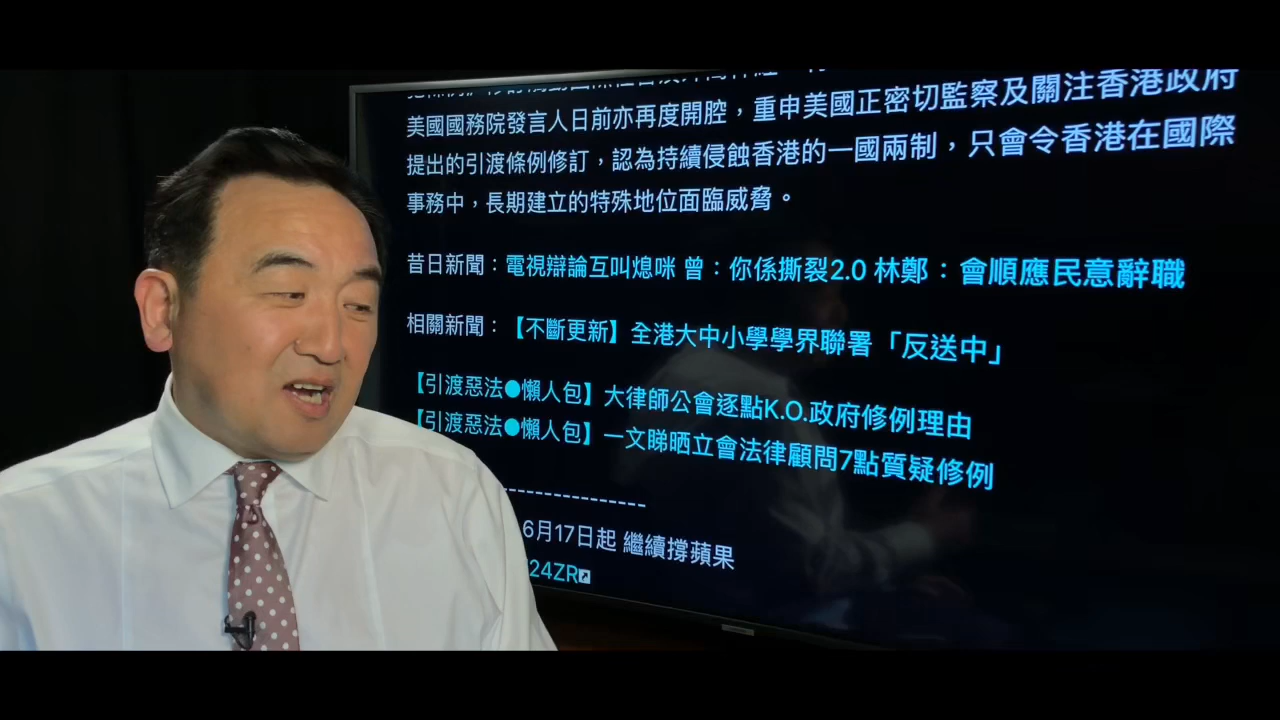 美國國務院發言人日前亦再度開腔，重申美國正密切監察及關注香港政府
提出的引渡條例修訂，認為持續侵蝕香港的一國兩制，只會令香港在國際
事務中，長期建立的特殊地位面臨威脅。
昔日新聞：電視辯論互叫熄咪 曾：你係撕裂2.0 林鄭：會順應民意辭職
相關新聞：【不斷更新】全港大中小學學界聯署「反送中」
【引渡惡法●懶人包】大律師公會逐點K.O.政府修例理由
【引渡惡法●懶人包】一文睇晒立會法律顧問7點質疑修例
----------------
6月17日起 繼續撐蘋果
24ZR